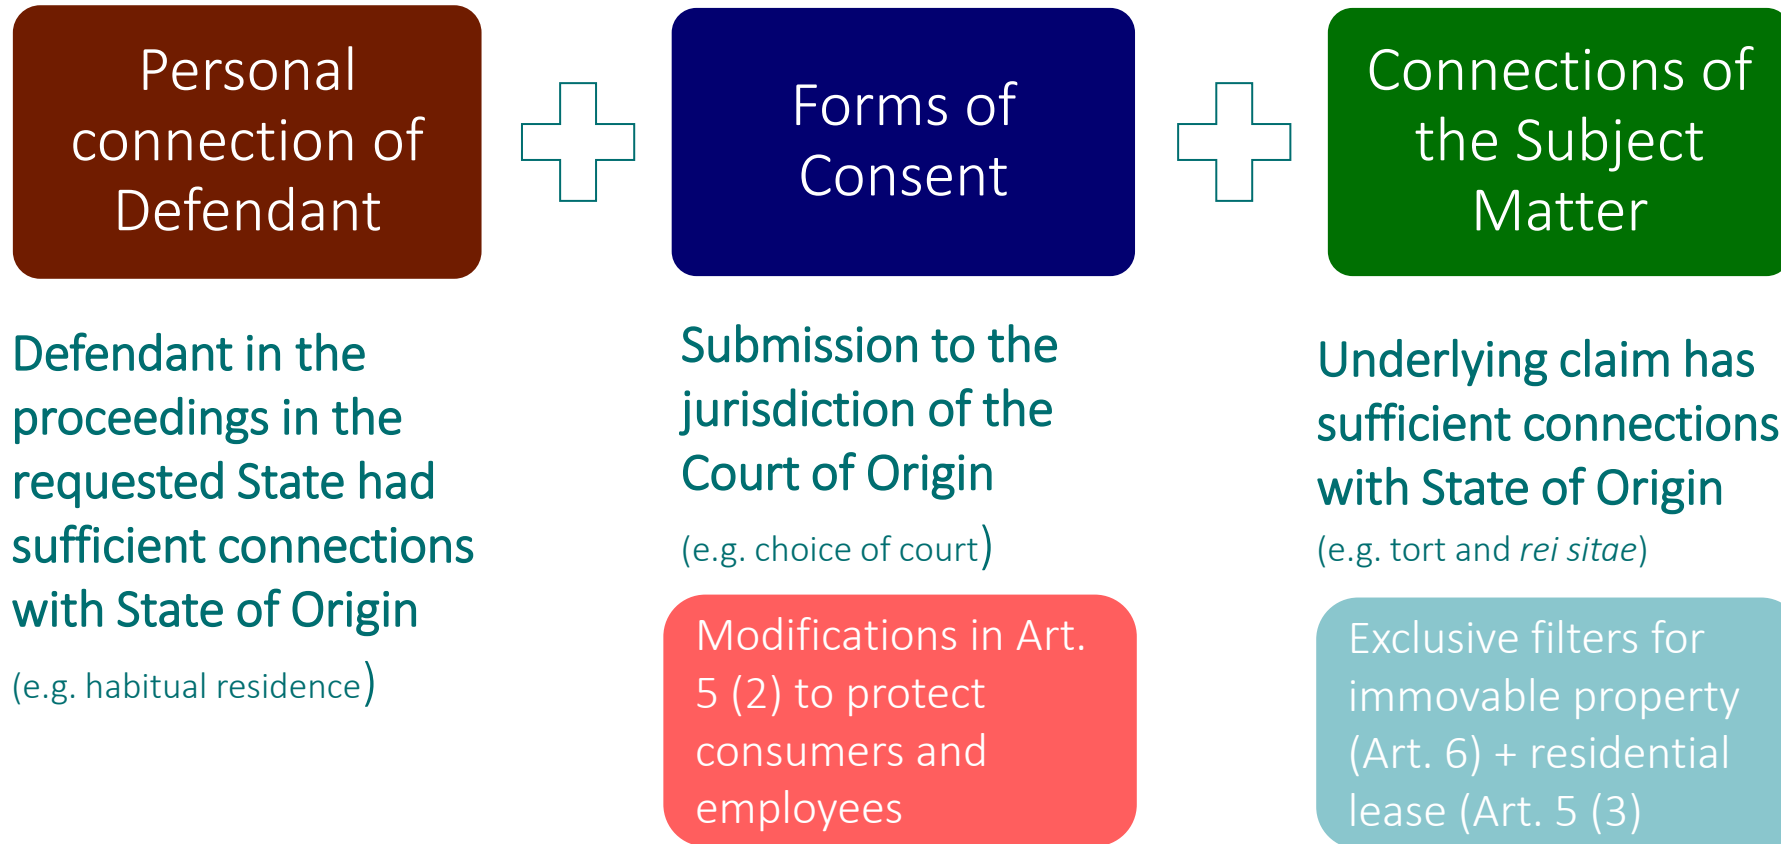 Personal
connection of
Defendant
Forms of
Consent
Connections of
the Subject
Matter
Defendant in the
proceedings in the
requested State had
sufficient connections
with State of Origin
(e.g. habitual residence)
Submission to the
jurisdiction of the
Court of Origin
(e.g. choice of court)
Modifications in Art.
5 (2) to protect
consumers and
employees
Underlying claim has
sufficient connections
with State of Origin
(e.g. tort and rei sitae)
Exclusive filters for
immovable property
(Art. 6) + residential
lease (Art. 5 (3)